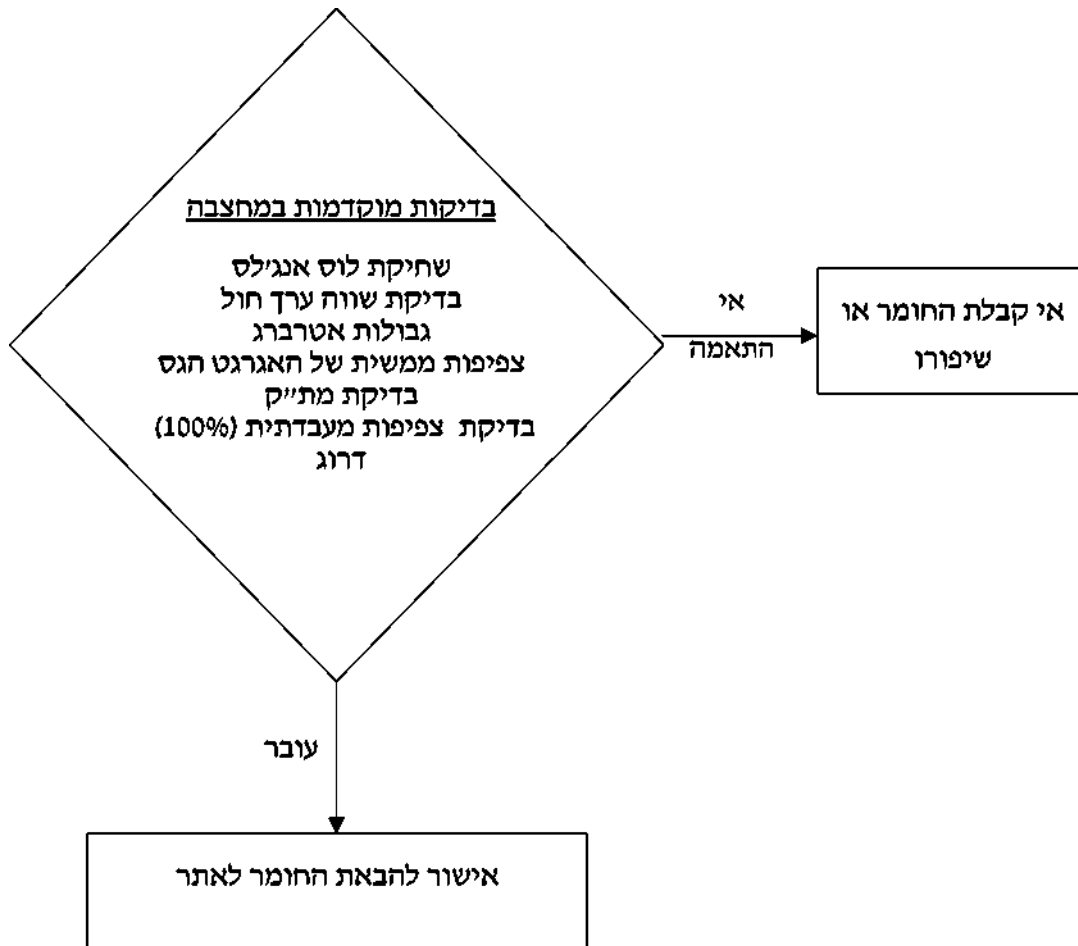 בדיקות מוקדמות במחצבה
שחיקת לוס אנג׳לס
בדיקת שווה ערך חול
גבולות אטרברג
צפיפות ממשית של האגרגט הגס
בדיקת מת״ק
בדיקת צפיפות מעבדתית (100%)
דרוג
אי
התאמה
אי קבלת החומר או
שיפורו
עובר
אישור להבאת החומר לאתר